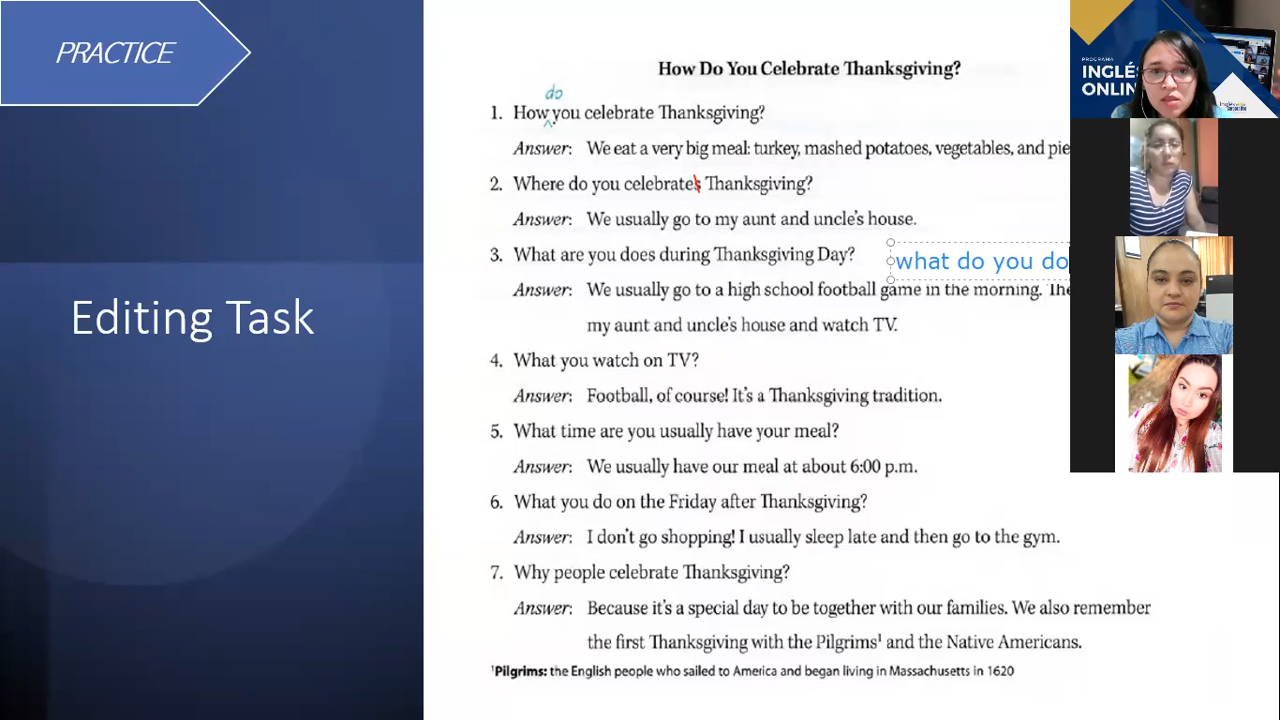 PRACTICE
Editing Task
How Do You Celebrate Thanksgiving?
do
1. How you celebrate Thanksgiving?
Answer: We eat a very big meal: turkey, mashed potatoes, vegetables, and pie
2. Where do you celebrates Thanksgiving?
Answer: We usually go to my aunt and uncle's house.
3. What are you does during Thanksgiving Day?
what do you do
Answer: We usually go to a high school football game in the morning. The
my aunt and uncle's house and watch TV.
4. What you watch on TV?
Answer: Football, of course! It's a Thanksgiving tradition.
5. What time are you usually have your meal?
Answer: We usually have our meal at about 6:00 p.m.
6. What you do on the Friday after Thanksgiving?
Answer: I don't go shopping! I usually sleep late and then go to the gym.
7. Why people celebrate Thanksgiving?
Answer: Because it's a special day to be together with our families. We also remember
the first Thanksgiving with the Pilgrims¹ and the Native Americans.
¹Pilgrims: the English people who sailed to America and began living in Massachusetts in 1620
PROGRAMA
INGLÉS
ONLIN